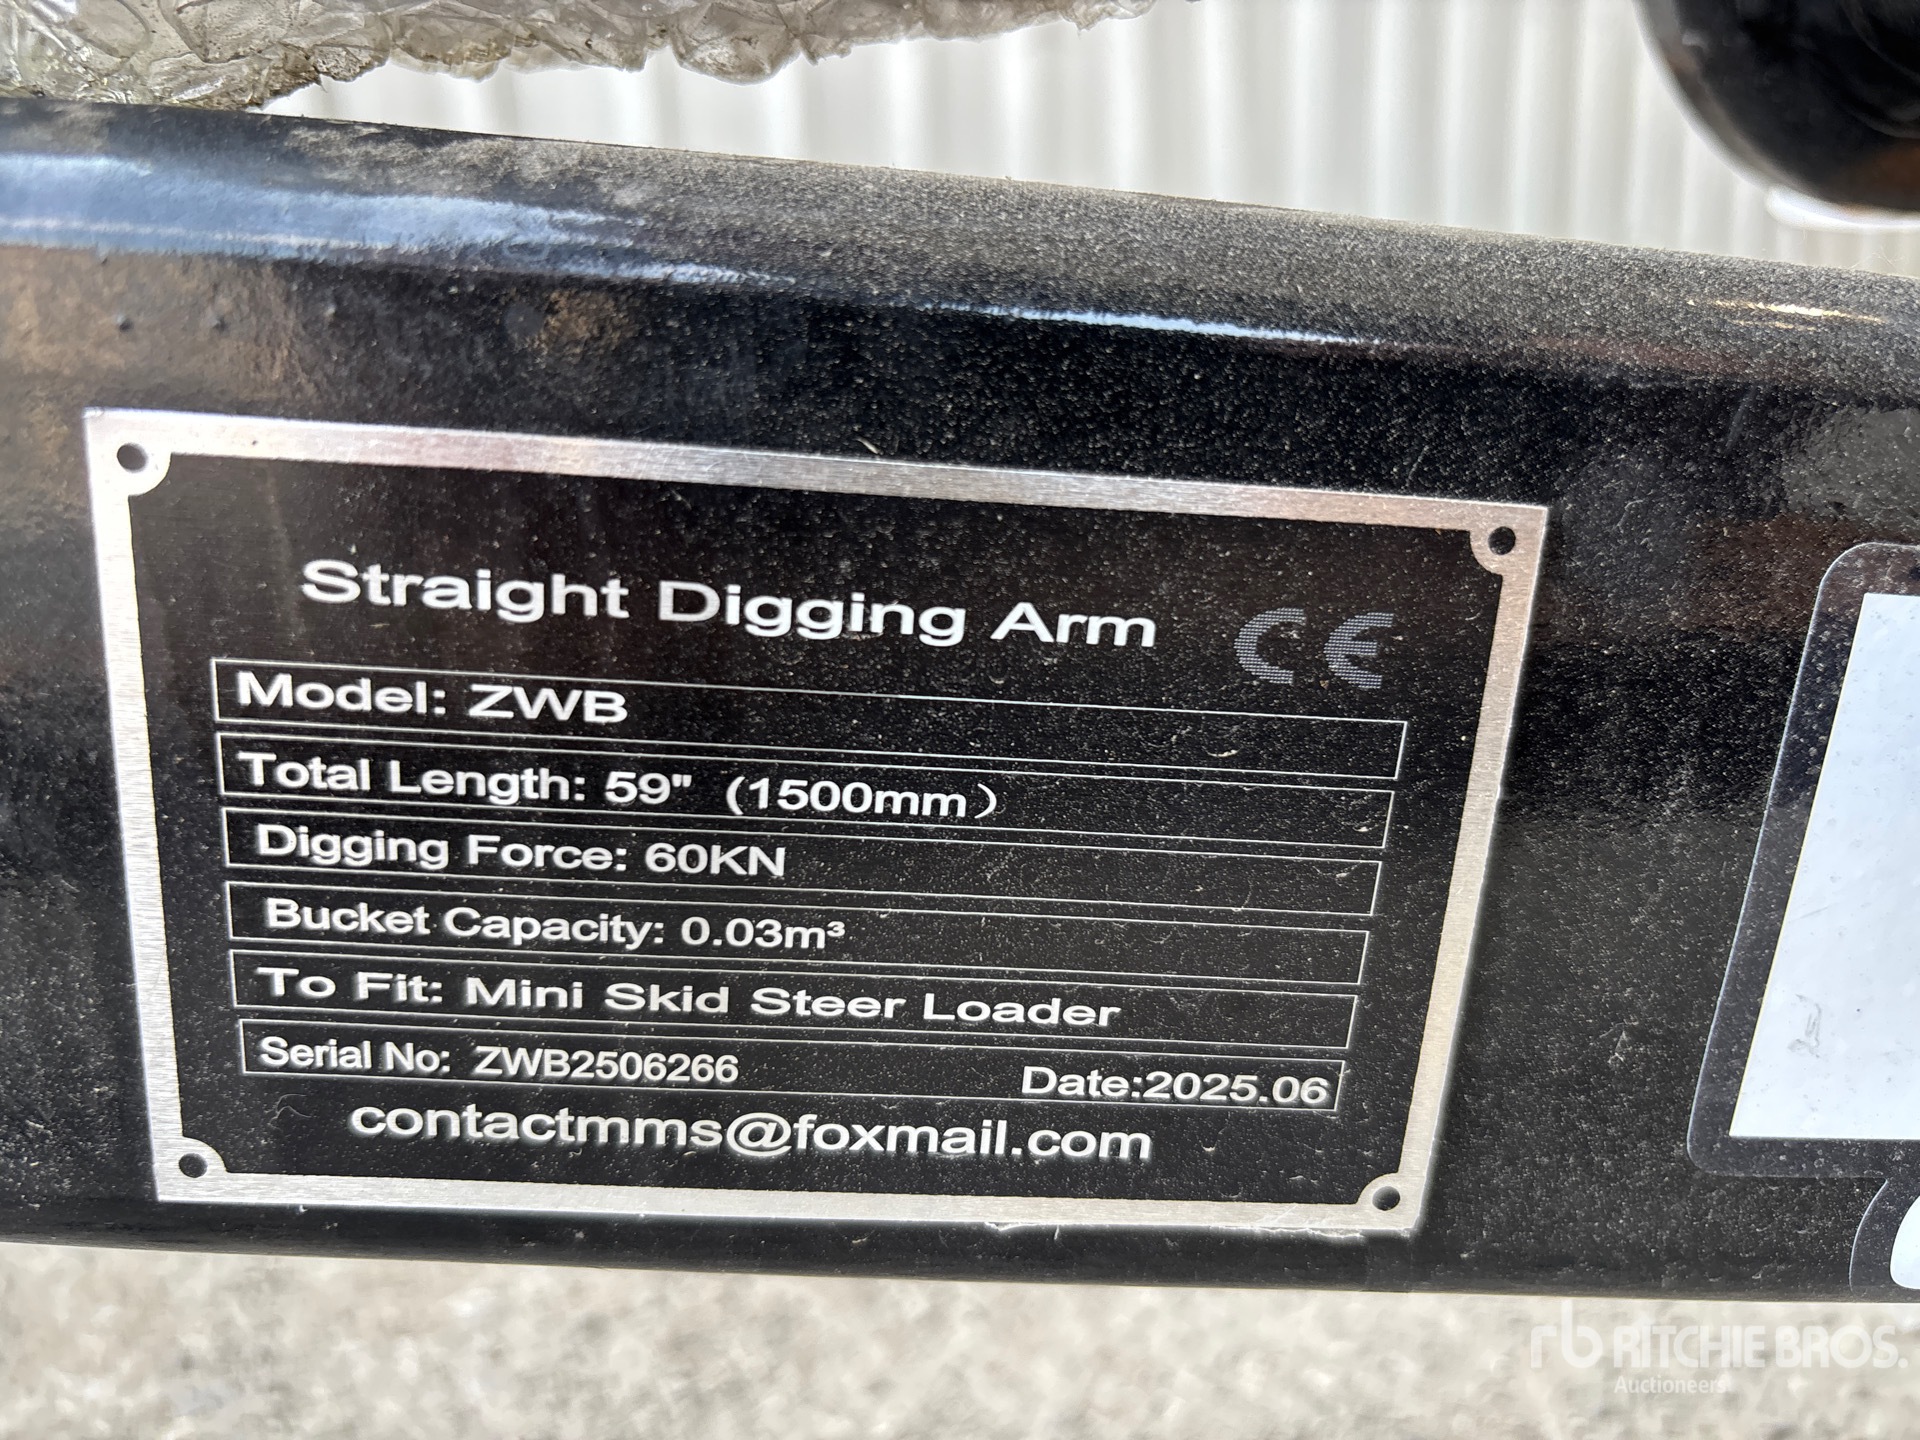 Straight Digging Arm CE
Model: ZWB
Total Length: 59" (1500mm）
Digging Force: 60KN
Bucket Capacity: 0.03m³
To Fit: Mini Skid Steer Loader
Serial No: ZWB2506266 Date:2025.06
contactmms@foxmail.com
rb RITCHIE BROS.
Auctioneers